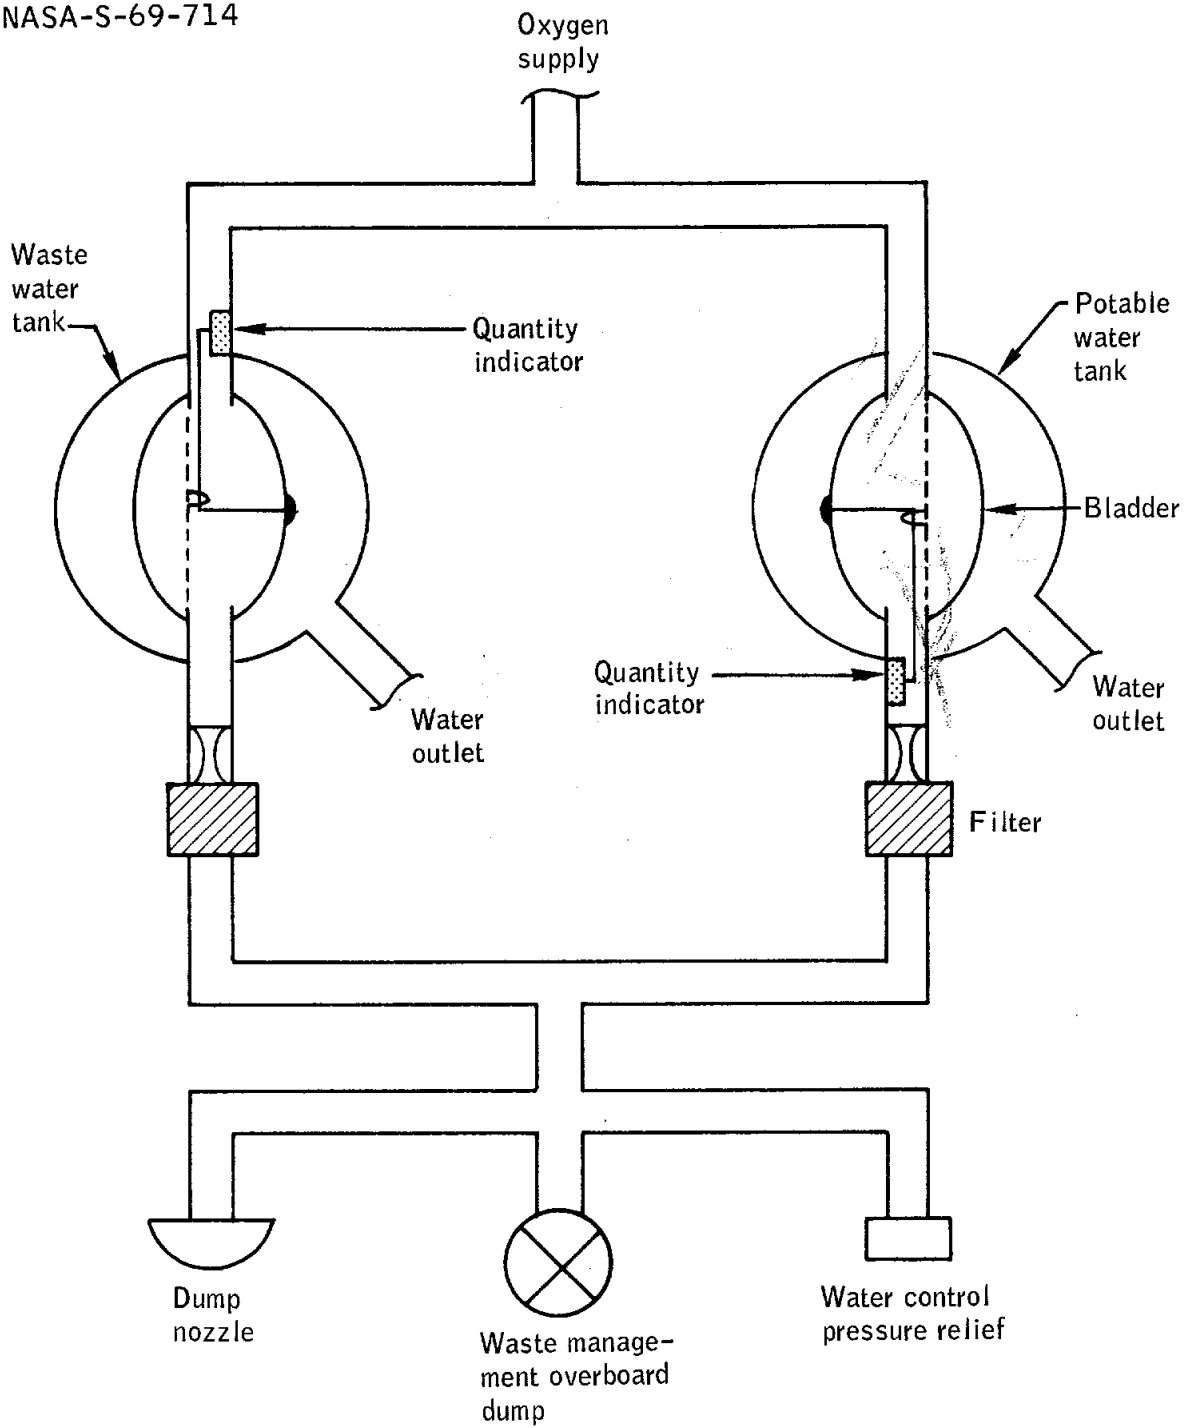 NASA-S-69-714
Oxygen
supply
Waste
water
tank
Quantity
indicator
Potable
water
tank
Bladder
Quantity
indicator
Water
outlet
Water
outlet
Filter
Dump
nozzle
Waste manage-
ment overboard
dump
Water control
pressure relief